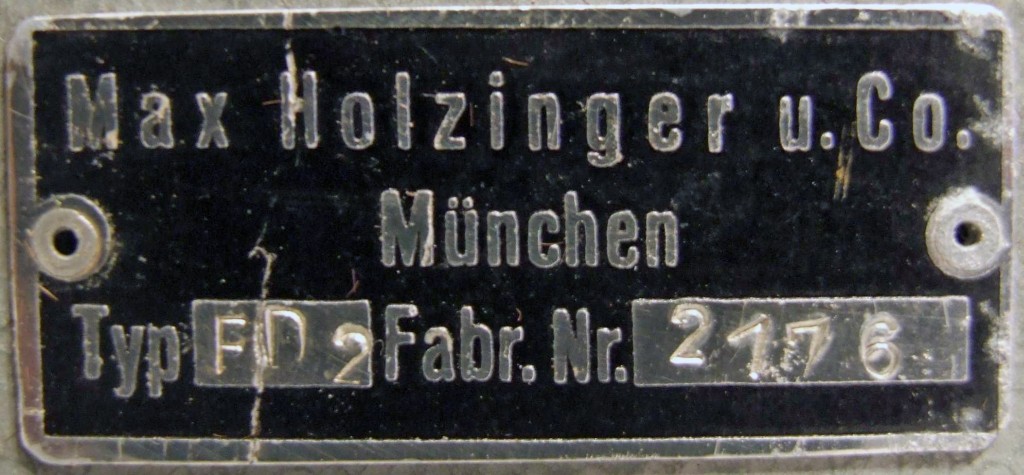 Max Holzinger u. Co.
München
Typ FD 2 Fabr. Nr. 2176